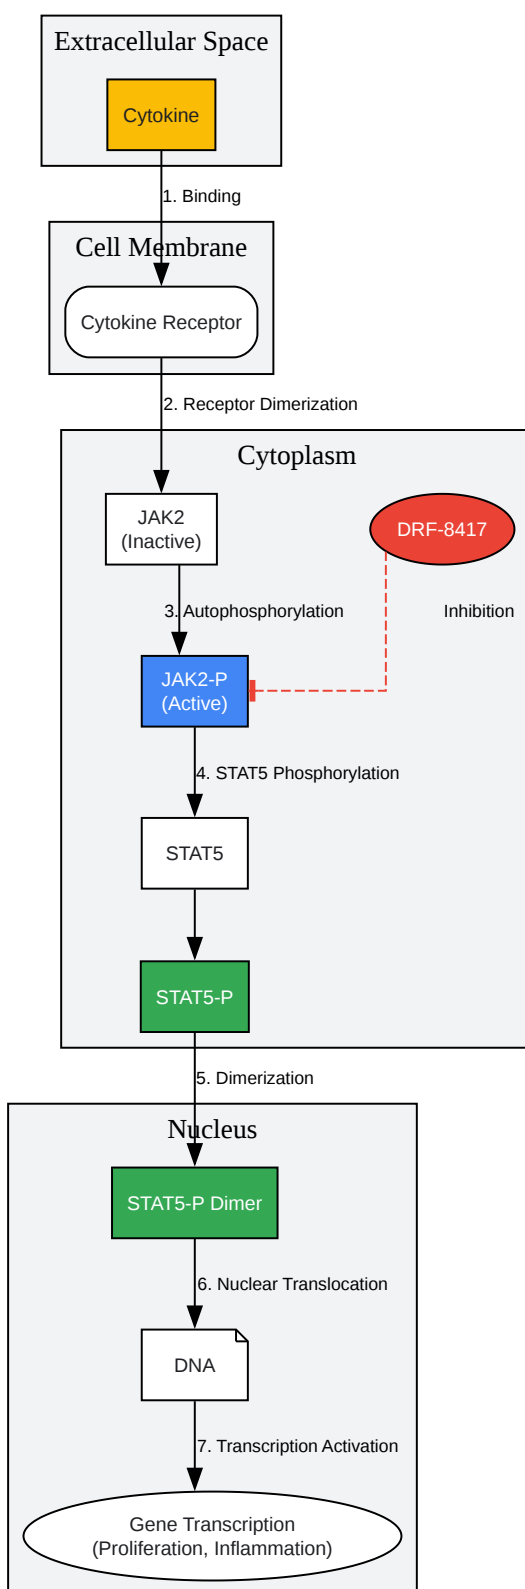 Extracellular Space
Cytokine
1. Binding
Cell Membrane
Cytokine Receptor
2. Receptor Dimerization
Cytoplasm
JAK2
(Inactive)
DRF-8417
3. Autophosphorylation
Inhibition
JAK2-P
(Active)
4. STAT5 Phosphorylation
STAT5
STAT5-P
5. Dimerization
Nucleus
STAT5-P Dimer
6. Nuclear Translocation
DNA
7. Transcription Activation
Gene Transcription
(Proliferation, Inflammation)